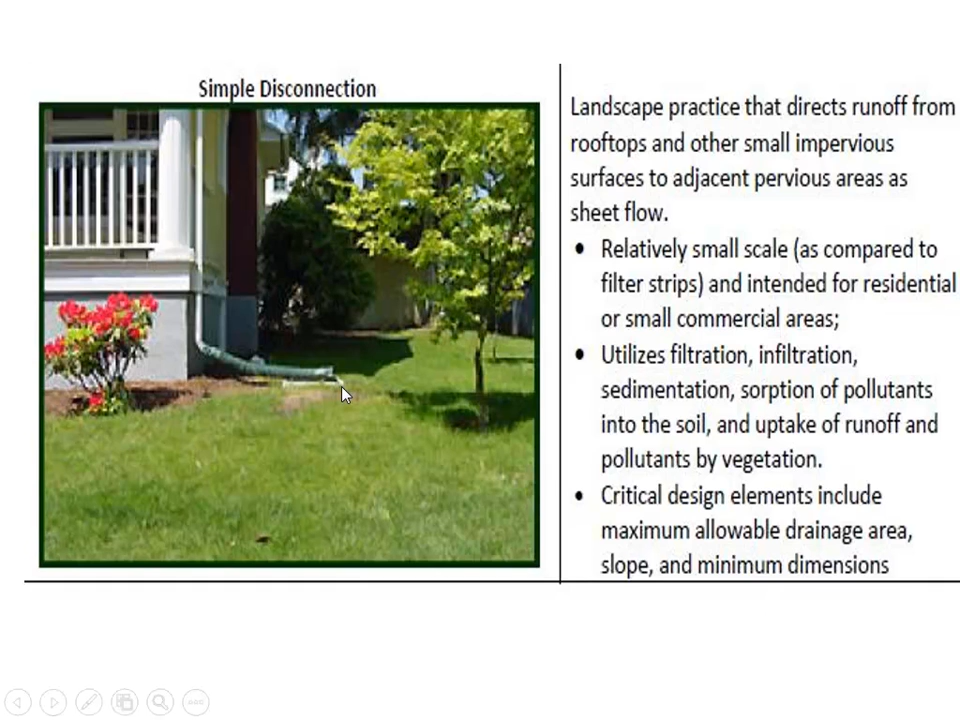 Simple Disconnection
Landscape practice that directs runoff from
rooftops and other small impervious
surfaces to adjacent pervious areas as
sheet flow.
• Relatively small scale (as compared to
filter strips) and intended for residential
or small commercial areas;
• Utilizes filtration, infiltration,
sedimentation, sorption of pollutants
into the soil, and uptake of runoff and
pollutants by vegetation.
• Critical design elements include
maximum allowable drainage area,
slope, and minimum dimensions